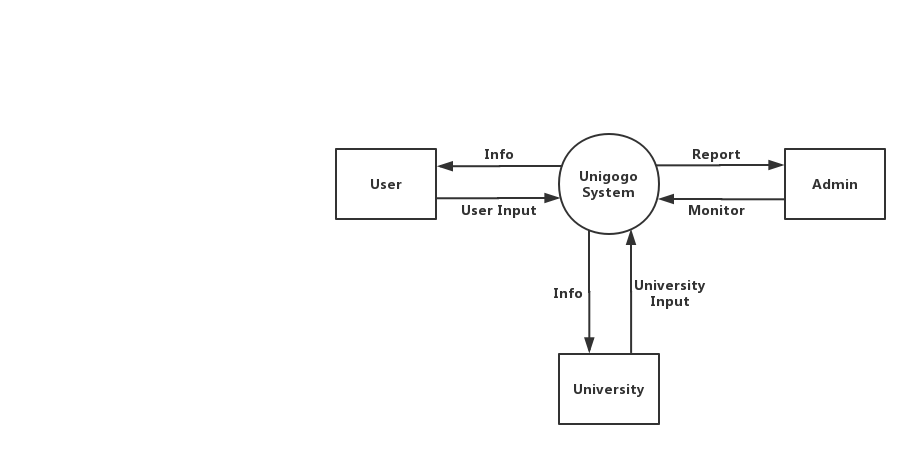 Info
Report
User
Unigogo
System
Admin
User Input
Monitor
Info
University
Input
University